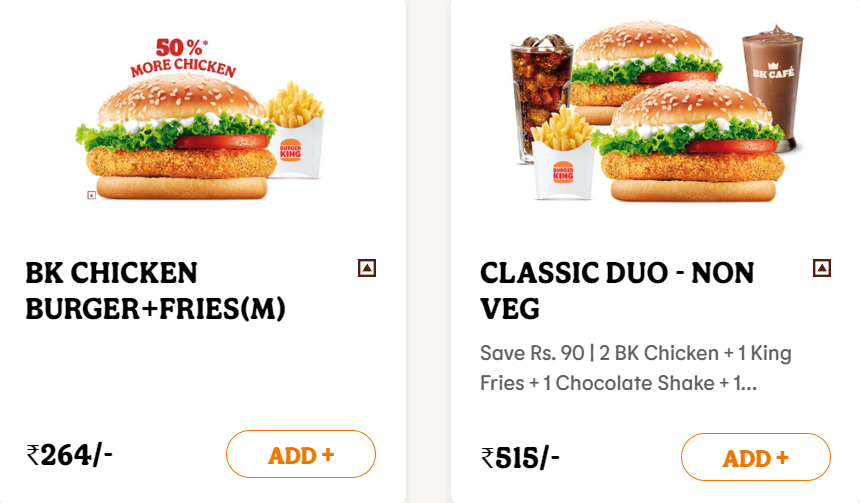 50%*
MORE CHICKEN
BURGER
KING
BK CHICKEN
BURGER+FRIES(M)
₹264/-
ADD +
BK CAFÉ
BURGER
KING
CLASSIC DUO - NON
VEG
Save Rs. 90 | 2 BK Chicken + 1 King
Fries + 1 Chocolate Shake + 1...
₹515/-
ADD +